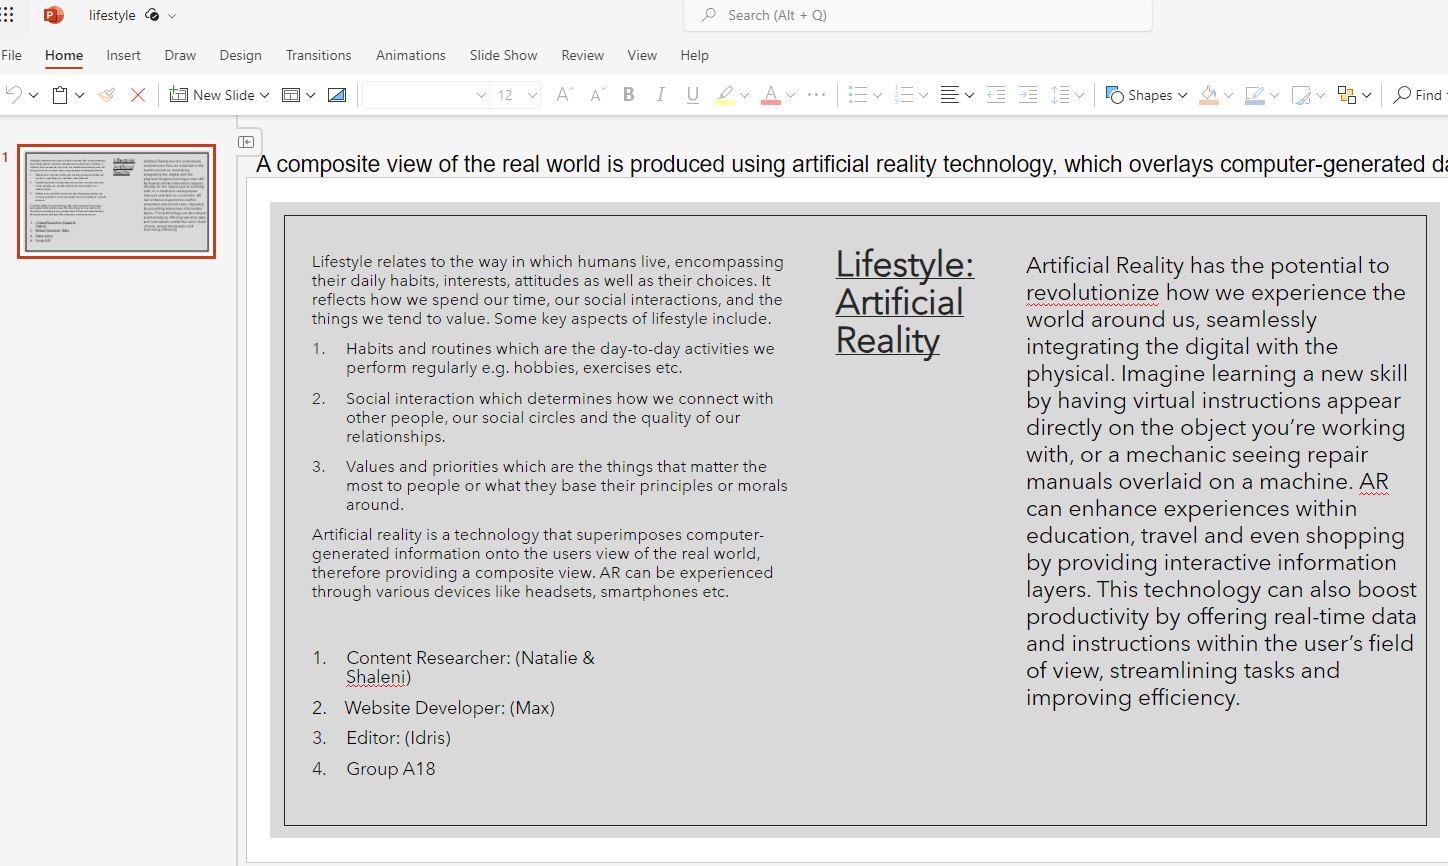 lifestyle
Search (Alt + Q)
File Home Insert Draw Design Transitions Animations Slide Show Review View Help
New Slide 12 A A B I U A Shapes Find
1
A composite view of the real world is produced using artificial reality technology, which overlays computer-generated da
Lifestyle relates to the way in which humans live, encompassing
their daily habits, interests, attitudes as well as their choices. It
reflects how we spend our time, our social interactions, and the
things we tend to value. Some key aspects of lifestyle include.
1. Habits and routines which are the day-to-day activities we
perform regularly e.g. hobbies, exercises etc.
2. Social interaction which determines how we connect with
other people, our social circles and the quality of our
relationships.
3. Values and priorities which are the things that matter the
most to people or what they base their principles or morals
around.
Artificial reality is a technology that superimposes computer-
generated information onto the users view of the real world,
therefore providing a composite view. AR can be experienced
through various devices like headsets, smartphones etc.
1. Content Researcher: (Natalie &
Shaleni)
2. Website Developer: (Max)
3. Editor: (Idris)
4. Group A18
Lifestyle:
Artificial
Reality
Artificial Reality has the potential to
revolutionize how we experience the
world around us, seamlessly
integrating the digital with the
physical. Imagine learning a new skill
by having virtual instructions appear
directly on the object you’re working
with, or a mechanic seeing repair
manuals overlaid on a machine. AR
can enhance experiences within
education, travel and even shopping
by providing interactive information
layers. This technology can also boost
productivity by offering real-time data
and instructions within the user’s field
of view, streamlining tasks and
improving efficiency.